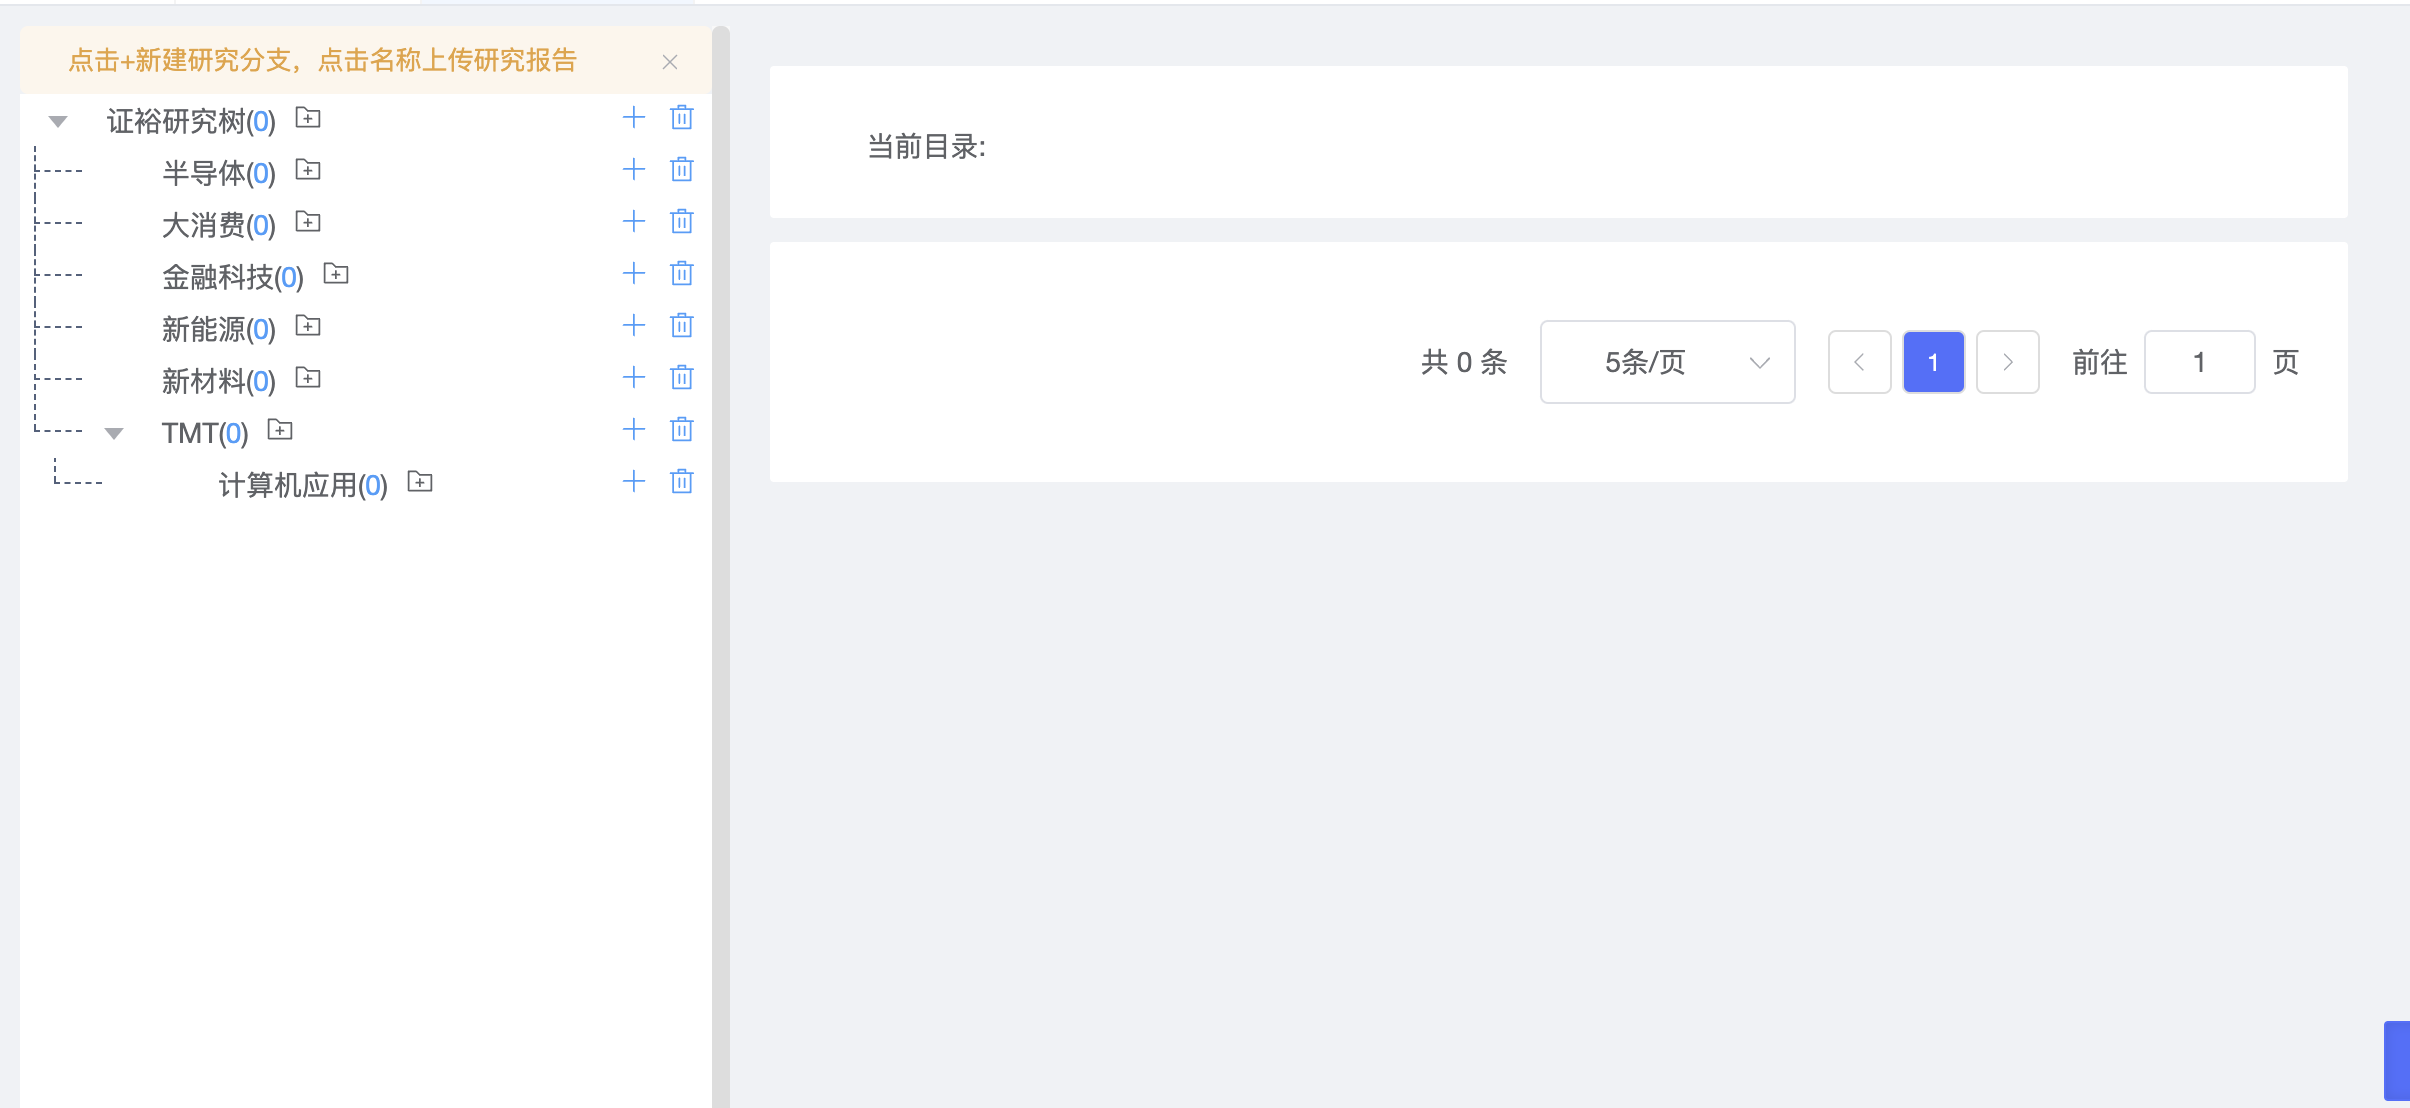 点击+新建研究分支，点击名称上传研究报告
证裕研究树(0)
半导体(0)
大消费(0)
金融科技(0)
新能源(0)
新材料(0)
TMT(0)
计算机应用(0)
当前目录:
共 0 条 5条/页 1 前往 1 页